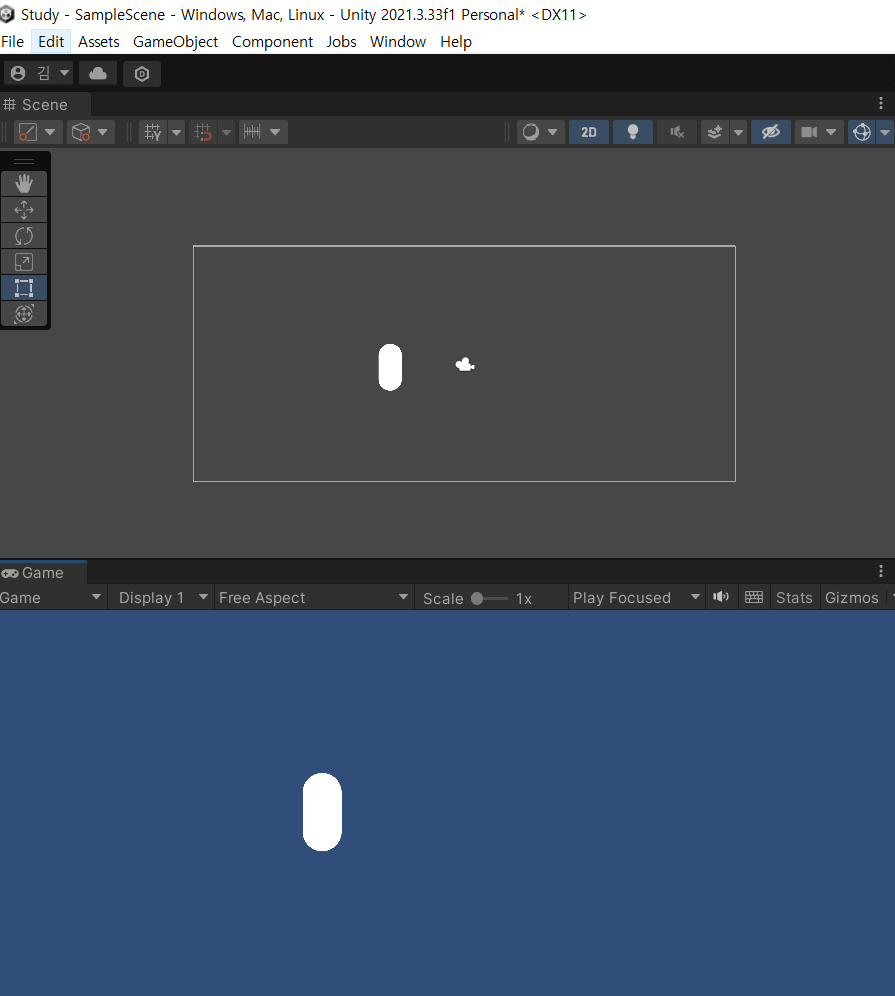 Study - SampleScene - Windows, Mac, Linux - Unity 2021.3.33f1 Personal* <DX11>
File Edit Assets GameObject Component Jobs Window Help
김
Scene
2D
Game
Game Display 1 Free Aspect Scale 1x Play Focused Stats Gizmos